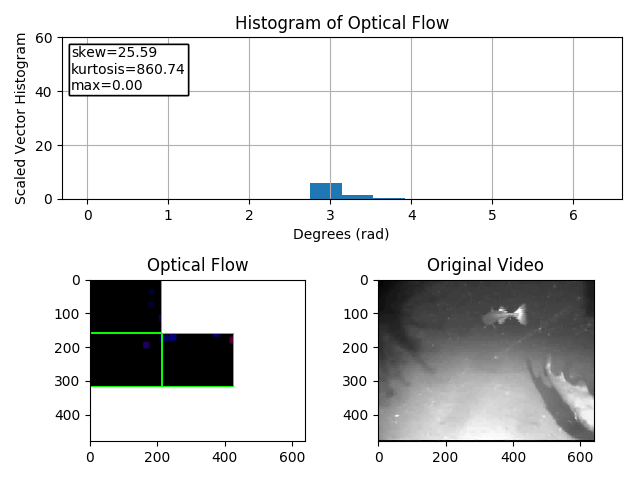 Histogram of Optical Flow
60
40
20
0
Scaled Vector Histogram
skew=25.59
kurtosis=860.74
max=0.00
0 1 2 3 4 5 6
Degrees (rad)
Optical Flow
0
100
200
300
400
0 200 400 600
Original Video
0
100
200
300
400
0 200 400 600